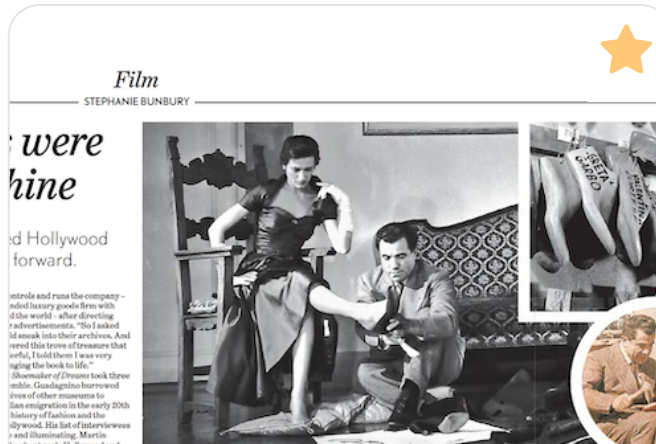 Film
STEPHANIE BUNBURY
were
hine
ed Hollywood
forward.
ontrols and runs the company –
nded luxury goods firm with
d the world – after directing
r advertisements. “So I asked
ld sneak into their archives. And
vered this trove of treasure that
derful, I told them I was very
nging the book to life.”
Shoemaker of Dreams took three
emble. Guadagnino burrowed
ives of other museums to
lian emigration in the early 20th
history of fashion and the
ollywood. His list of interviewees
e and illuminating. Martin
GRETA
GARBO
VALENTINO